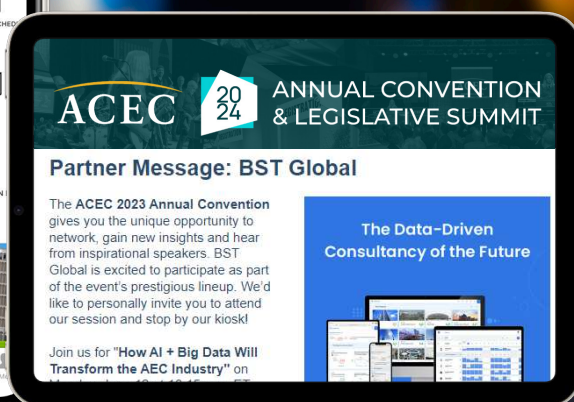 ACEC
20
24
ANNUAL CONVENTION
& LEGISLATIVE SUMMIT
Partner Message: BST Global
The ACEC 2023 Annual Convention
gives you the unique opportunity to
network, gain new insights and hear
from inspirational speakers. BST
Global is excited to participate as part
of the event's prestigious lineup. We'd
like to personally invite you to attend
our session and stop by our kiosk!
Join us for "How AI + Big Data Will
Transform the AEC Industry" on
The Data-Driven
Consultancy of the Future